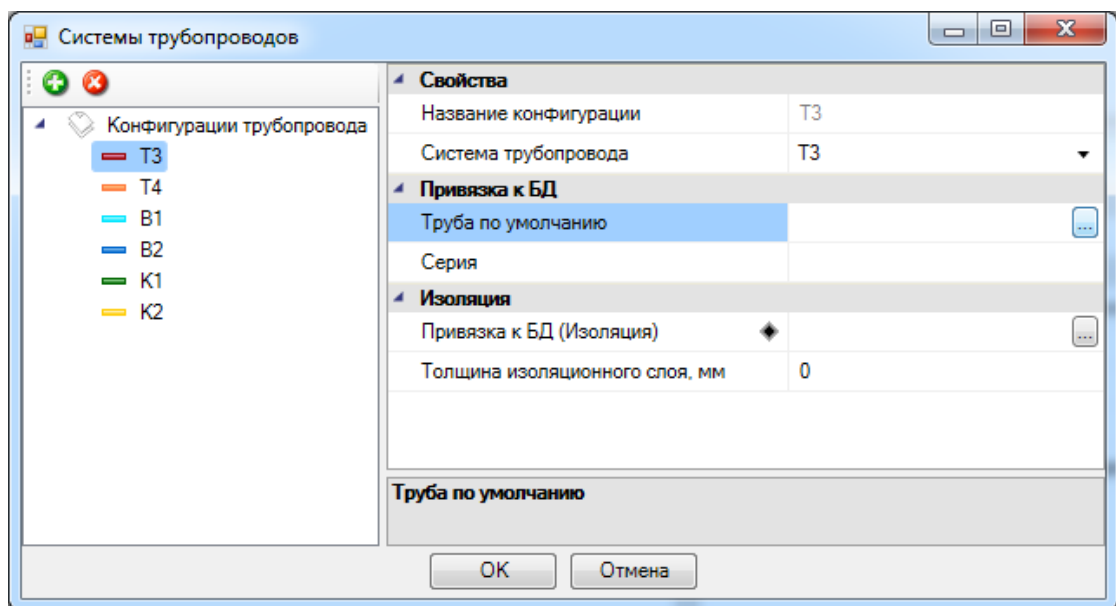 Системы трубопроводов
Конфигурации трубопровода
Т3
Т4
В1
В2
К1
К2
Свойства
Название конфигурации Т3
Система трубопровода Т3
Привязка к БД
Труба по умолчанию ...
Серия
Изоляция
Привязка к БД (Изоляция) ...
Толщина изоляционного слоя, мм 0
Труба по умолчанию
ОК Отмена